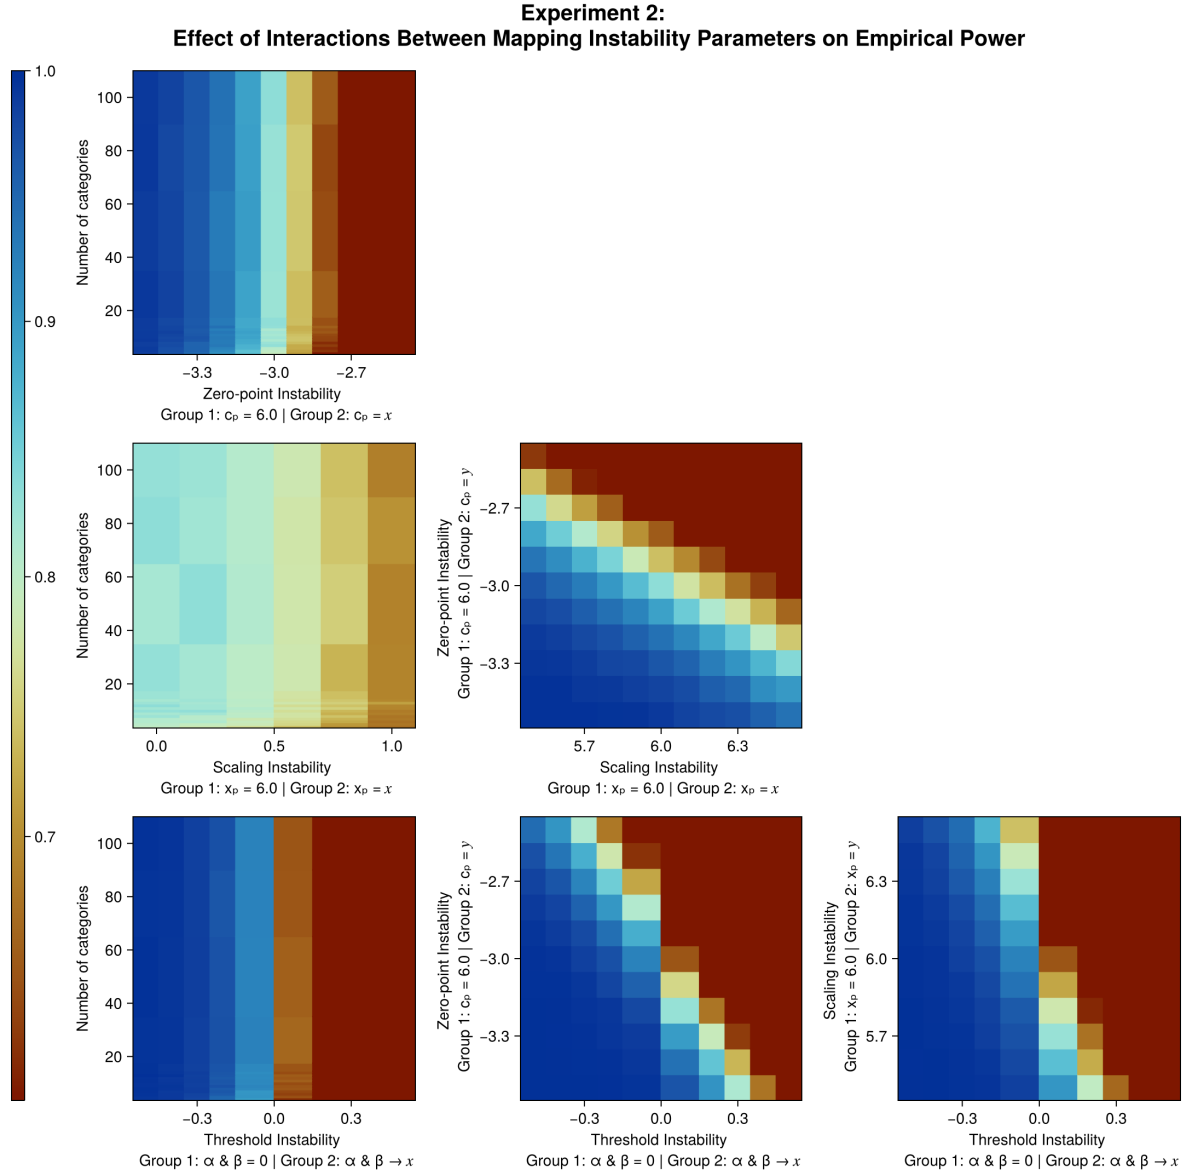 Experiment 2:
Effect of Interactions Between Mapping Instability Parameters on Empirical Power
1.0
0.9
0.8
0.7
Number of categories
100
80
60
40
20
−3.3
−3.0
−2.7
Zero-point Instability
Group 1: cₚ = 6.0 | Group 2: cₚ = x
Number of categories
100
80
60
40
20
0.0
0.5
1.0
Scaling Instability
Group 1: xₚ = 6.0 | Group 2: xₚ = x
Zero-point Instability
Group 1: cₚ = 6.0 | Group 2: cₚ = y
−2.7
−3.0
−3.3
5.7
6.0
6.3
Scaling Instability
Group 1: xₚ = 6.0 | Group 2: xₚ = x
Number of categories
100
80
60
40
20
−0.3
0.0
0.3
Threshold Instability
Group 1: α & β = 0 | Group 2: α & β → x
Zero-point Instability
Group 1: cₚ = 6.0 | Group 2: cₚ = y
−2.7
−3.0
−3.3
−0.3
0.0
0.3
Threshold Instability
Group 1: α & β = 0 | Group 2: α & β → x
Scaling Instability
Group 1: xₚ = 6.0 | Group 2: xₚ = y
6.3
6.0
5.7
−0.3
0.0
0.3
Threshold Instability
Group 1: α & β = 0 | Group 2: α & β → x